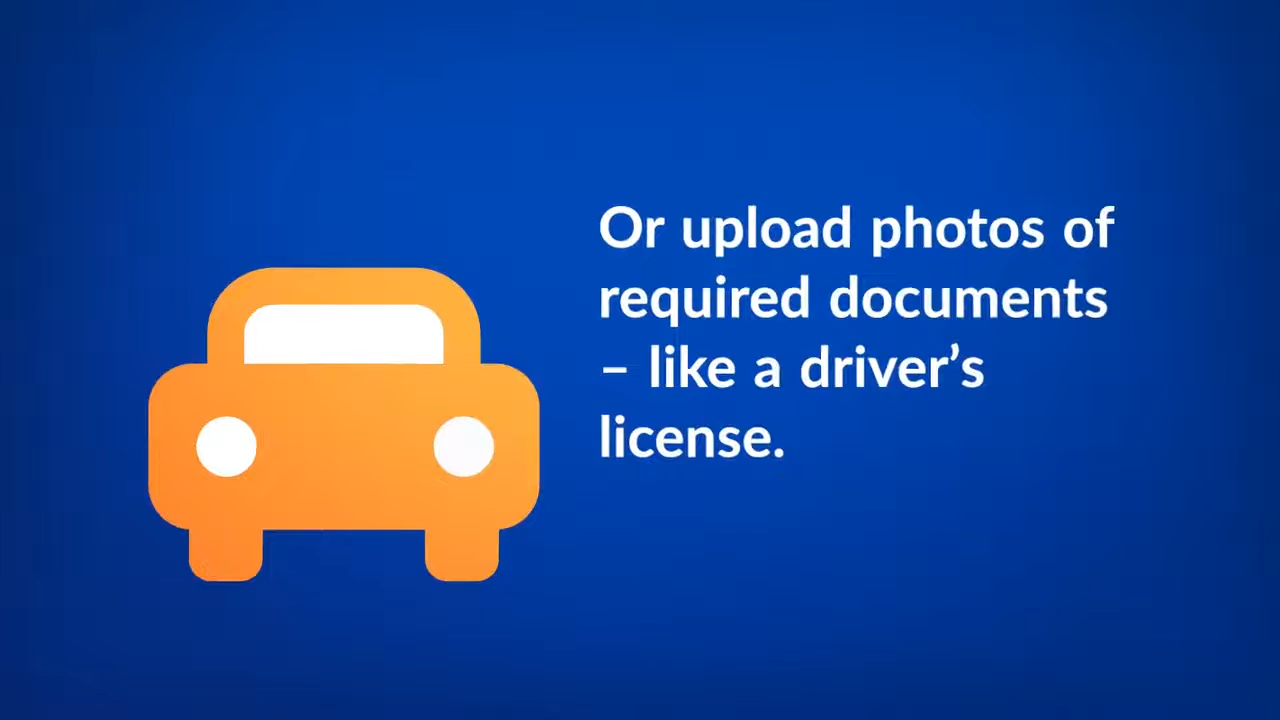 Or upload photos of
required documents
– like a driver’s
license.